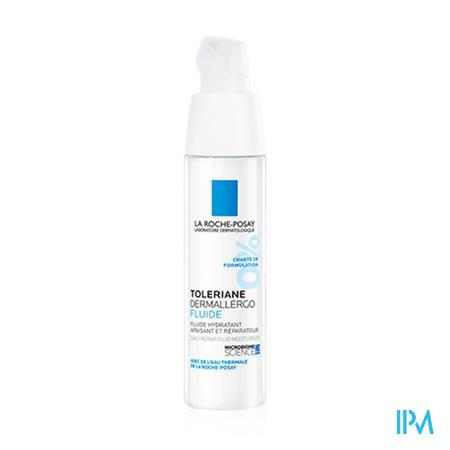 LA ROCHE-POSAY
LABORATOIRE DERMATOLOGIQUE
0%
CHARTE DE
FORMULATION
TOLERIANE
DERMALLERGO
FLUIDE
FLUIDE HYDRATANT
APAISANT ET RÉPARATEUR
DAILY REPAIR FLUID MOISTURISER
MICROBIOME
SCIENCE
AVEC DE L'EAU THERMALE
DE LA ROCHE-POSAY
IPM